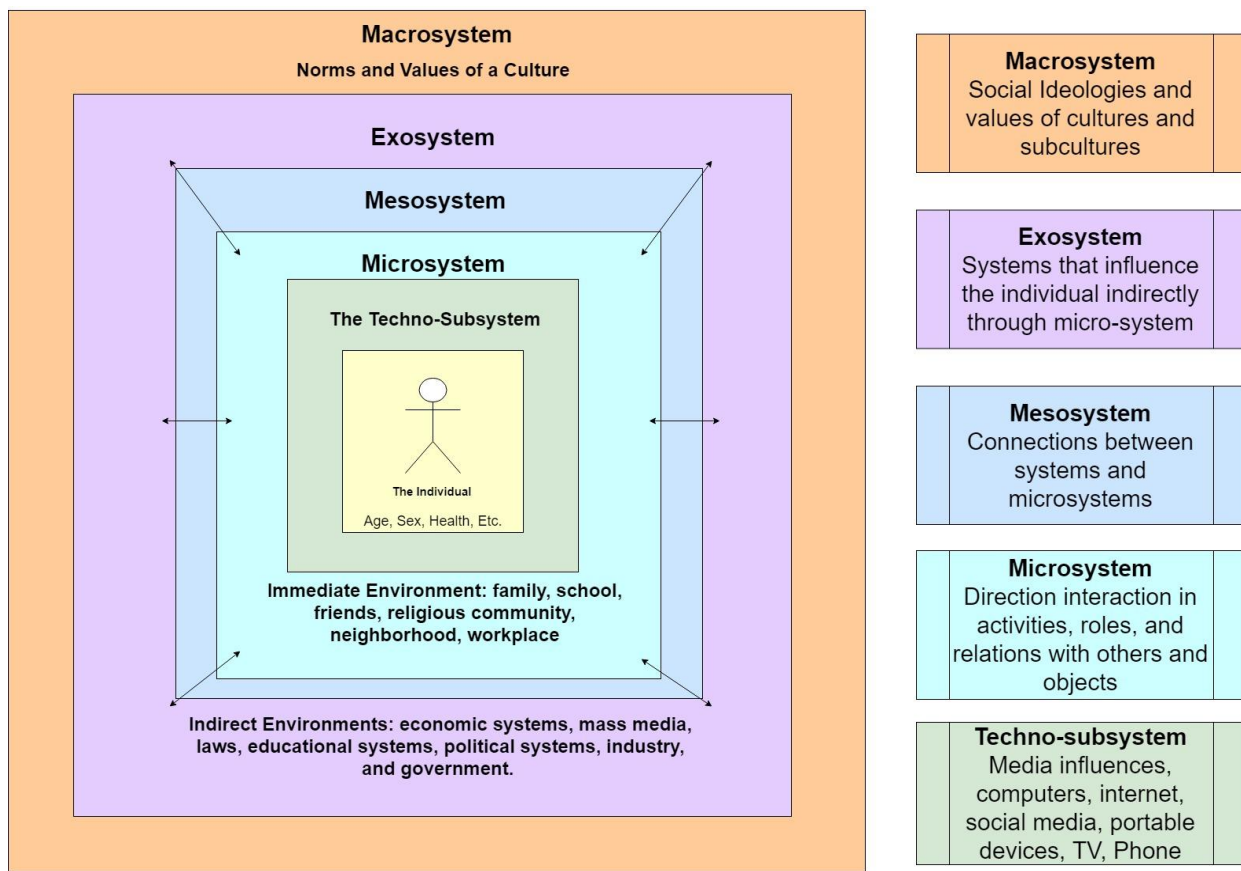 Macrosystem
Norms and Values of a Culture
Exosystem
Mesosystem
Microsystem
The Techno-Subsystem
The Individual
Age, Sex, Health, Etc.
Immediate Environment: family, school,
friends, religious community,
neighborhood, workplace
Indirect Environments: economic systems, mass media,
laws, educational systems, political systems, industry,
and government.
Macrosystem
Social Ideologies and
values of cultures and
subcultures
Exosystem
Systems that influence
the individual indirectly
through micro-system
Mesosystem
Connections between
systems and
microsystems
Microsystem
Direction interaction in
activities, roles, and
relations with others and
objects
Techno-subsystem
Media influences,
computers, internet,
social media, portable
devices, TV, Phone